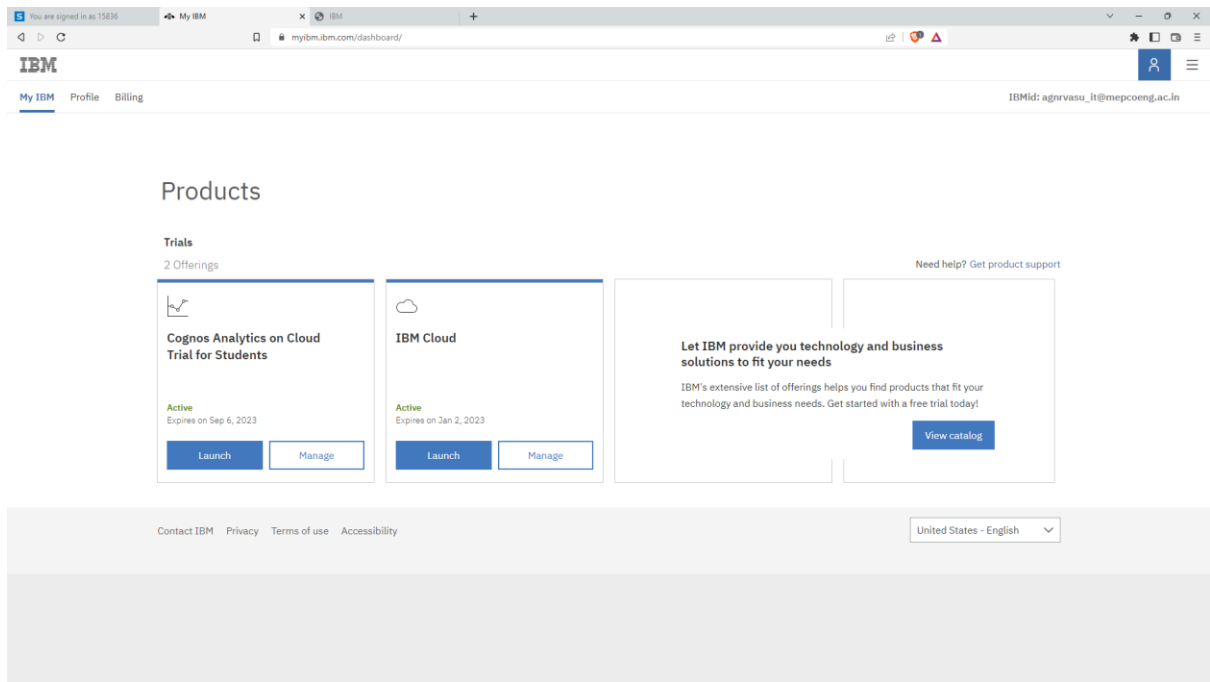 You are signed in as 15836
My IBM
IBM
myibm.ibm.com/dashboard/
IBM
My IBM Profile Billing
IBMid: agnrvasu_it@mepcoeng.ac.in
Products
Trials
2 Offerings
Need help? Get product support
Cognos Analytics on Cloud
Trial for Students
Active
Expires on Sep 6, 2023
Launch
Manage
IBM Cloud
Active
Expires on Jan 2, 2023
Launch
Manage
Let IBM provide you technology and business
solutions to fit your needs
IBM's extensive list of offerings helps you find products that fit your
technology and business needs. Get started with a free trial today!
View catalog
Contact IBM Privacy Terms of use Accessibility
United States - English